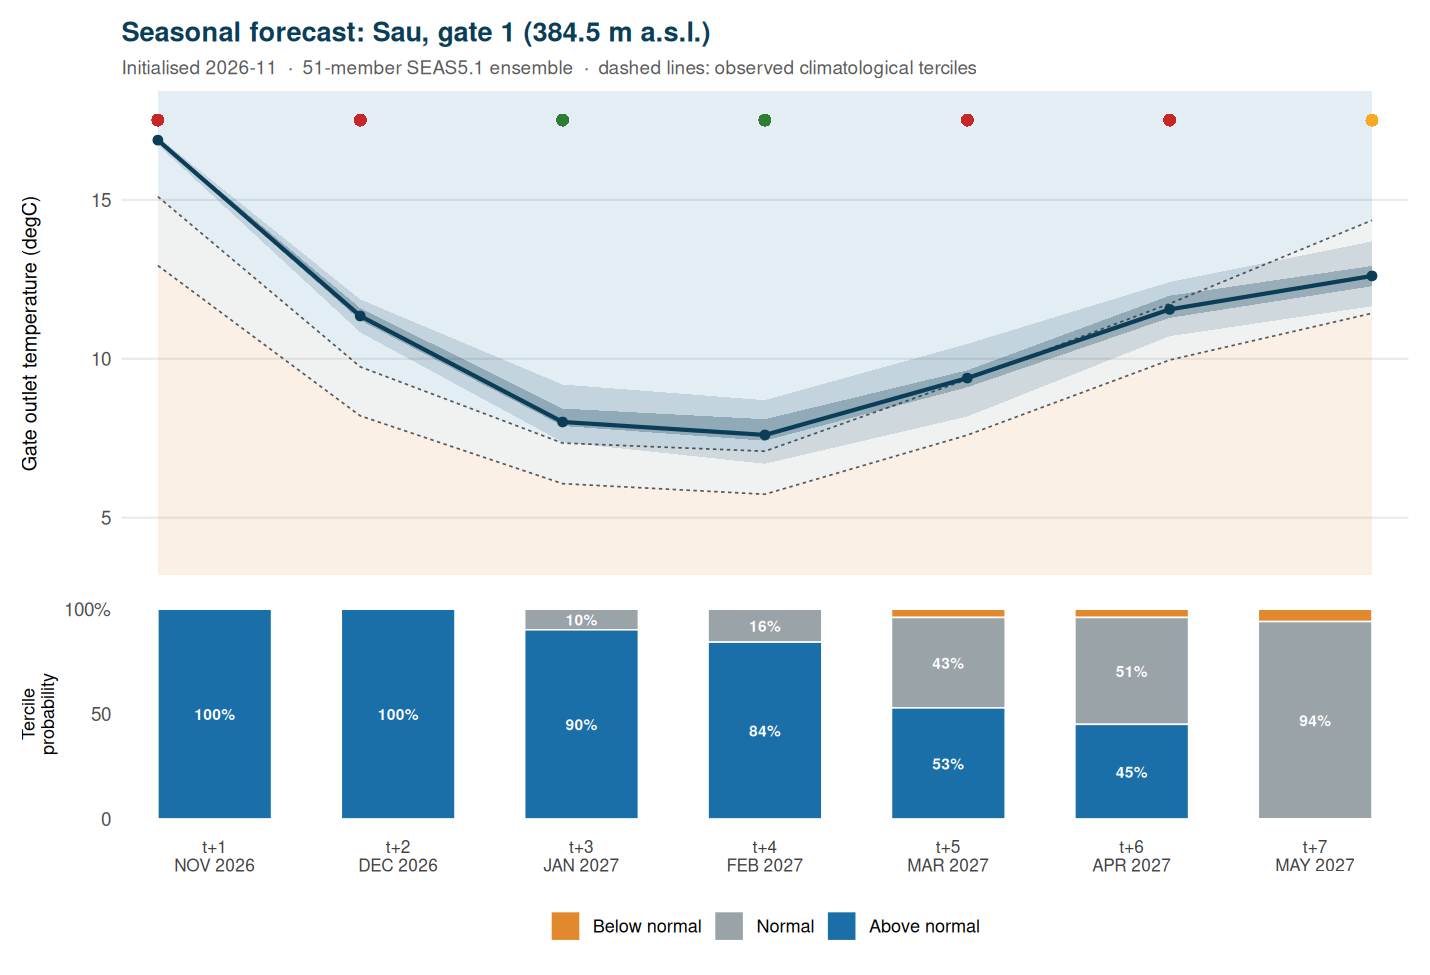 Seasonal forecast: Sau, gate 1 (384.5 m a.s.l.)
Initialised 2026-11 · 51-member SEAS5.1 ensemble · dashed lines: observed climatological terciles
Gate outlet temperature (degC)
15
10
5
Tercile
probability
100%
50
0
100%
100%
10%
90%
16%
84%
43%
53%
51%
45%
94%
t+1
NOV 2026
t+2
DEC 2026
t+3
JAN 2027
t+4
FEB 2027
t+5
MAR 2027
t+6
APR 2027
t+7
MAY 2027
Below normal
Normal
Above normal